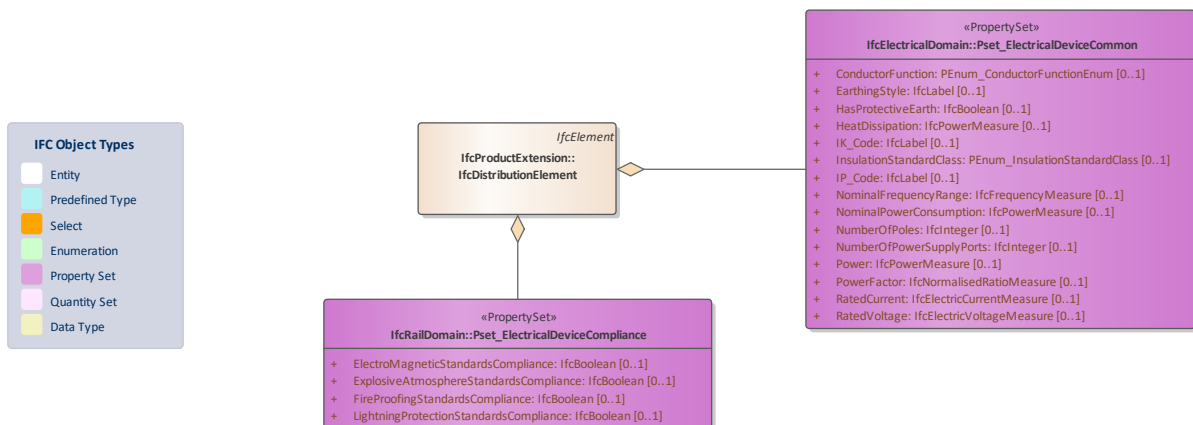 IFC Object Types
Entity
Predefined Type
Select
Enumeration
Property Set
Quantity Set
Data Type
IfcElement
IfcProductExtension::
IfcDistributionElement
«PropertySet»
IfcElectricalDomain::Pset_ElectricalDeviceCommon
+ ConductorFunction: PEnum_ConductorFunctionEnum [0..1]
+ EarthingStyle: IfcLabel [0..1]
+ HasProtectiveEarth: IfcBoolean [0..1]
+ HeatDissipation: IfcPowerMeasure [0..1]
+ IK_Code: IfcLabel [0..1]
+ InsulationStandardClass: PEnum_InsulationStandardClass [0..1]
+ IP_Code: IfcLabel [0..1]
+ NominalFrequencyRange: IfcFrequencyMeasure [0..1]
+ NominalPowerConsumption: IfcPowerMeasure [0..1]
+ NumberOfPoles: IfcInteger [0..1]
+ NumberOfPowerSupplyPorts: IfcInteger [0..1]
+ Power: IfcPowerMeasure [0..1]
+ PowerFactor: IfcNormalisedRatioMeasure [0..1]
+ RatedCurrent: IfcElectricCurrentMeasure [0..1]
+ RatedVoltage: IfcElectricVoltageMeasure [0..1]
«PropertySet»
IfcRailDomain::Pset_ElectricalDeviceCompliance
+ ElectroMagneticStandardsCompliance: IfcBoolean [0..1]
+ ExplosiveAtmosphereStandardsCompliance: IfcBoolean [0..1]
+ FireProofingStandardsCompliance: IfcBoolean [0..1]
+ LightningProtectionStandardsCompliance: IfcBoolean [0..1]